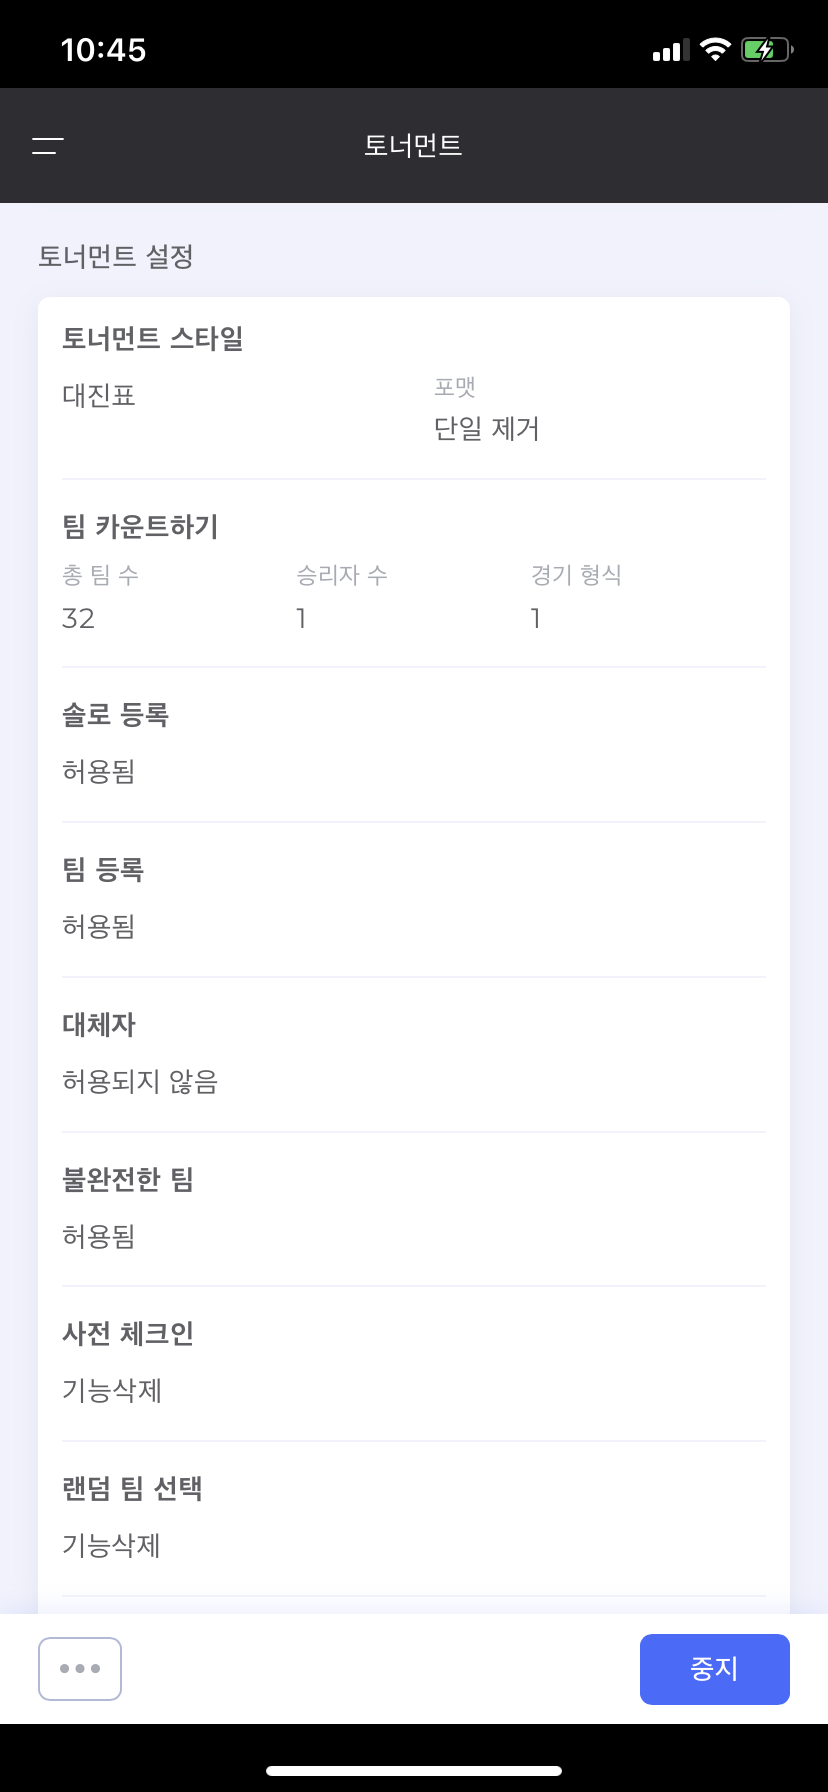 10:45
토너먼트
토너먼트 설정
토너먼트 스타일
대진표
포맷
단일 제거
팀 카운트하기
총 팀 수 승리자 수 경기 형식
32 1 1
솔로 등록
허용됨
팀 등록
허용됨
대체자
허용되지 않음
불완전한 팀
허용됨
사전 체크인
기능삭제
랜덤 팀 선택
기능삭제
중지